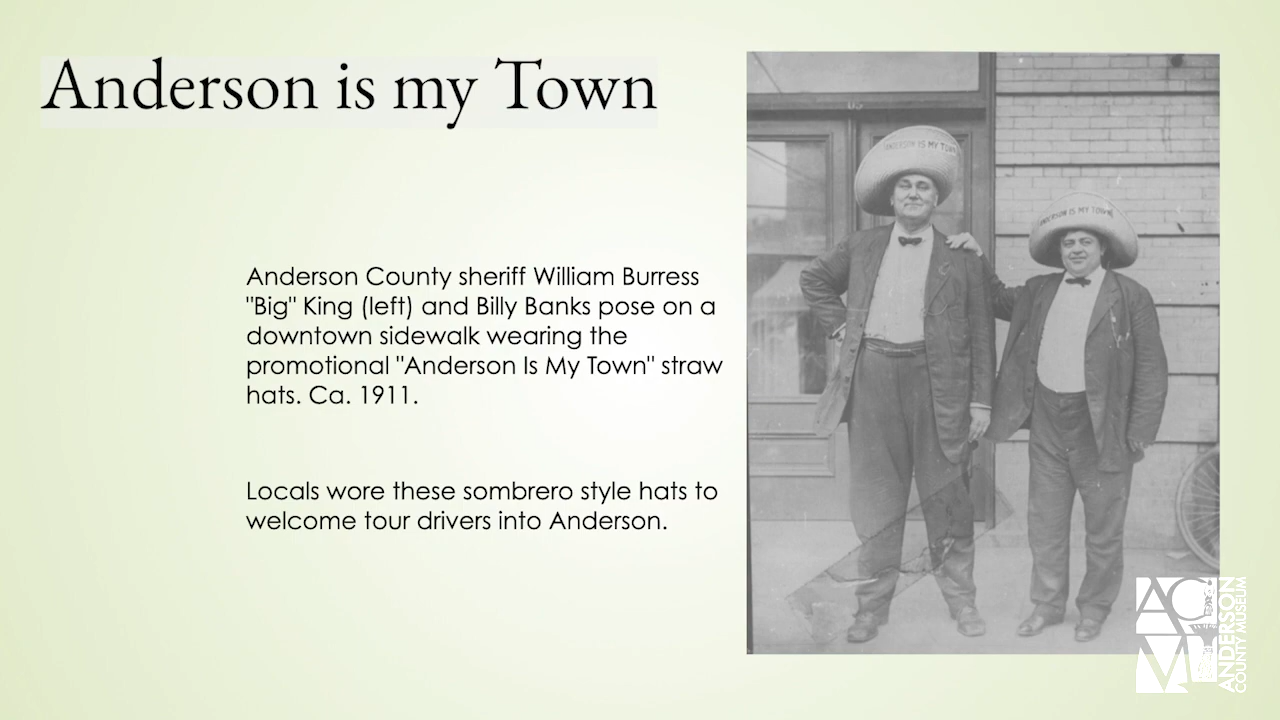 Anderson is my Town
Anderson County sheriff William Burress
"Big" King (left) and Billy Banks pose on a
downtown sidewalk wearing the
promotional "Anderson Is My Town" straw
hats. Ca. 1911.
Locals wore these sombrero style hats to
welcome tour drivers into Anderson.
ANDERSON IS MY TOWN
ANDERSON IS MY TOWN
ACM
ANDERSON
COUNTY MUSEUM